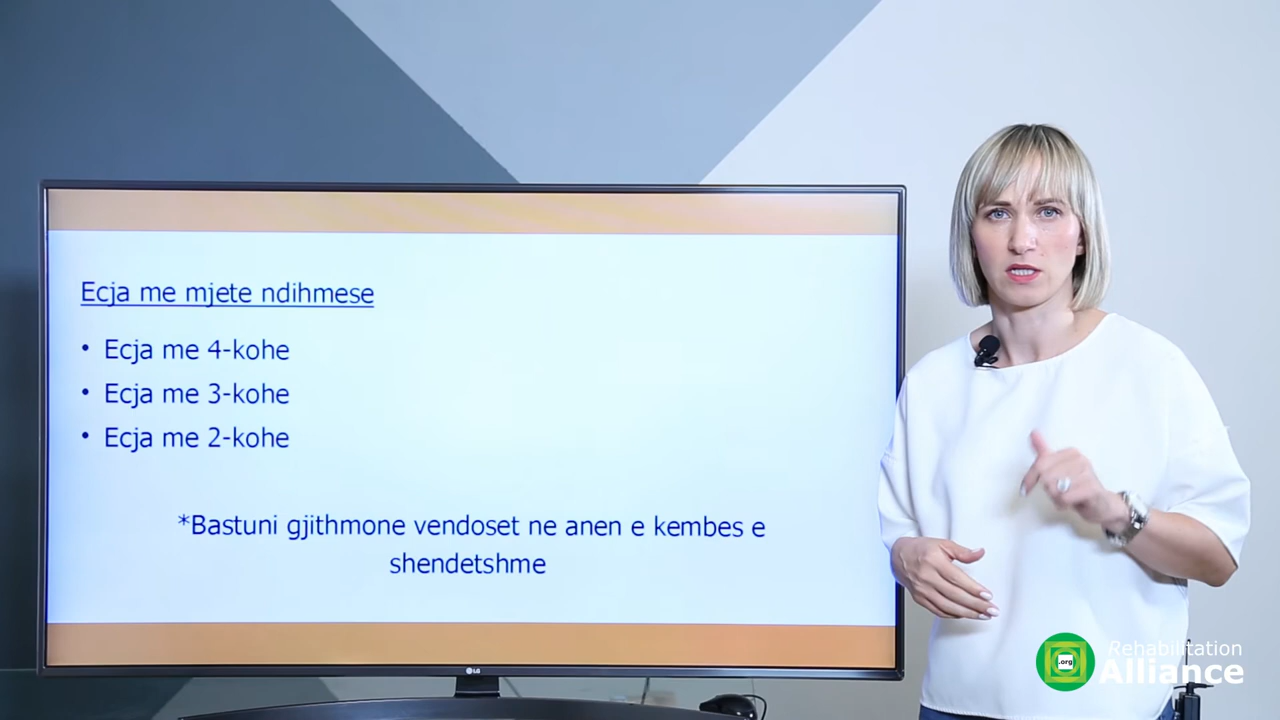 Ecja me mjete ndihmese
• Ecja me 4-kohe
• Ecja me 3-kohe
• Ecja me 2-kohe
*Bastuni gjithmone vendoset ne anen e kembes e
shendetshme
LG
.org
Rehabilitation
Alliance